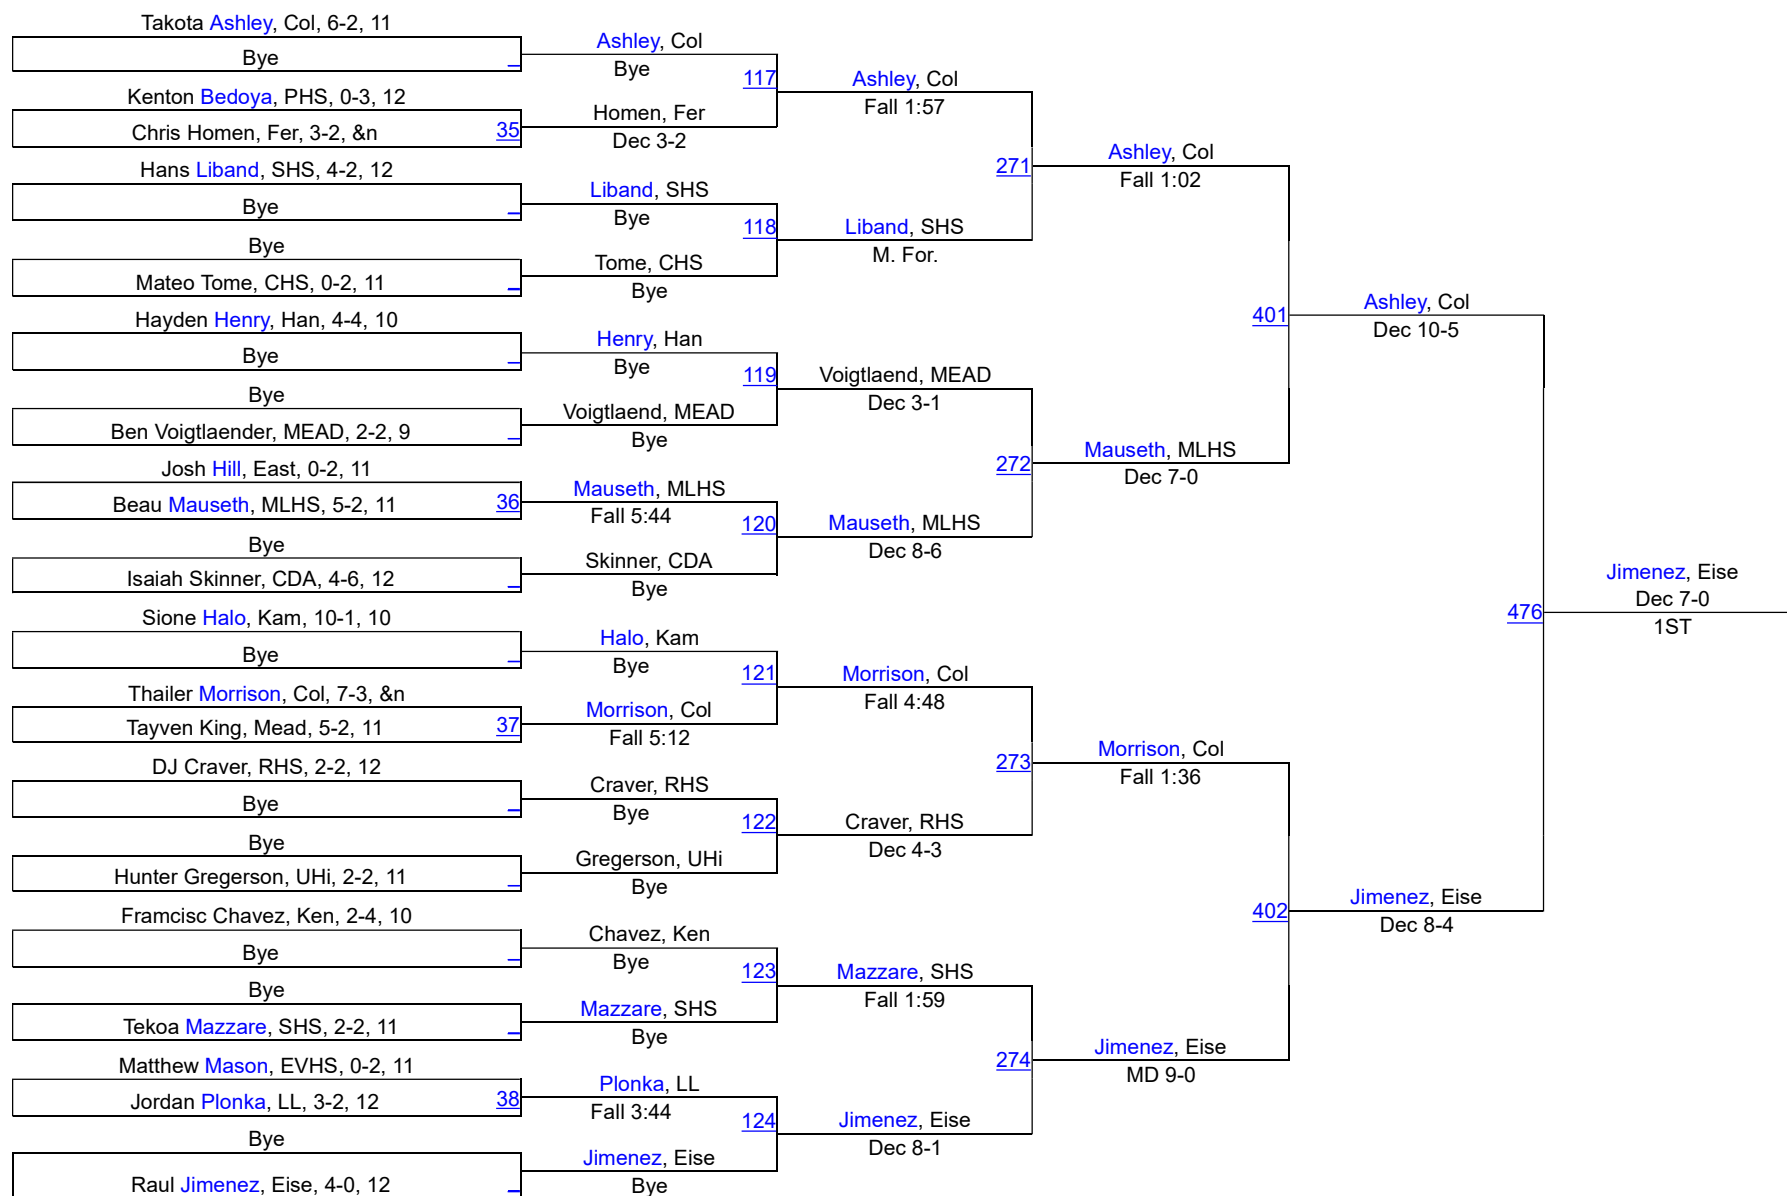 Takota Ashley, Col, 6-2, 11
Bye
_
Kenton Bedoya, PHS, 0-3, 12
Chris Homen, Fer, 3-2, &n
35
Hans Liband, SHS, 4-2, 12
Bye
_
Bye
Mateo Tome, CHS, 0-2, 11
_
Hayden Henry, Han, 4-4, 10
Bye
_
Bye
Ben Voigtlaender, MEAD, 2-2, 9
_
Josh Hill, East, 0-2, 11
Beau Mauseth, MLHS, 5-2, 11
36
Bye
Isaiah Skinner, CDA, 4-6, 12
_
Sione Halo, Kam, 10-1, 10
Bye
_
Thailer Morrison, Col, 7-3, &n
Tayven King, Mead, 5-2, 11
37
DJ Craver, RHS, 2-2, 12
Bye
_
Bye
Hunter Gregerson, UHi, 2-2, 11
_
Framcisc Chavez, Ken, 2-4, 10
Bye
_
Bye
Tekoa Mazzare, SHS, 2-2, 11
_
Matthew Mason, EVHS, 0-2, 11
Jordan Plonka, LL, 3-2, 12
38
Bye
Raul Jimenez, Eise, 4-0, 12
_
Ashley, Col
Bye
117
Homen, Fer
Dec 3-2
Liband, SHS
Bye
118
Tome, CHS
Bye
Henry, Han
Bye
119
Voigtlaend, MEAD
Bye
Mauseth, MLHS
Fall 5:44
120
Skinner, CDA
Bye
Halo, Kam
Bye
121
Morrison, Col
Fall 5:12
Craver, RHS
Bye
122
Gregerson, UHi
Bye
Chavez, Ken
Bye
123
Mazzare, SHS
Bye
Plonka, LL
Fall 3:44
124
Jimenez, Eise
Bye
Ashley, Col
Fall 1:57
271
Liband, SHS
M. For.
Voigtlaend, MEAD
Dec 3-1
272
Mauseth, MLHS
Dec 8-6
Morrison, Col
Fall 4:48
273
Craver, RHS
Dec 4-3
Mazzare, SHS
Fall 1:59
274
Jimenez, Eise
Dec 8-1
Ashley, Col
Fall 1:02
401
Mauseth, MLHS
Dec 7-0
Morrison, Col
Fall 1:36
402
Jimenez, Eise
MD 9-0
Ashley, Col
Dec 10-5
476
Jimenez, Eise
Dec 8-4
Jimenez, Eise
Dec 7-0
1ST